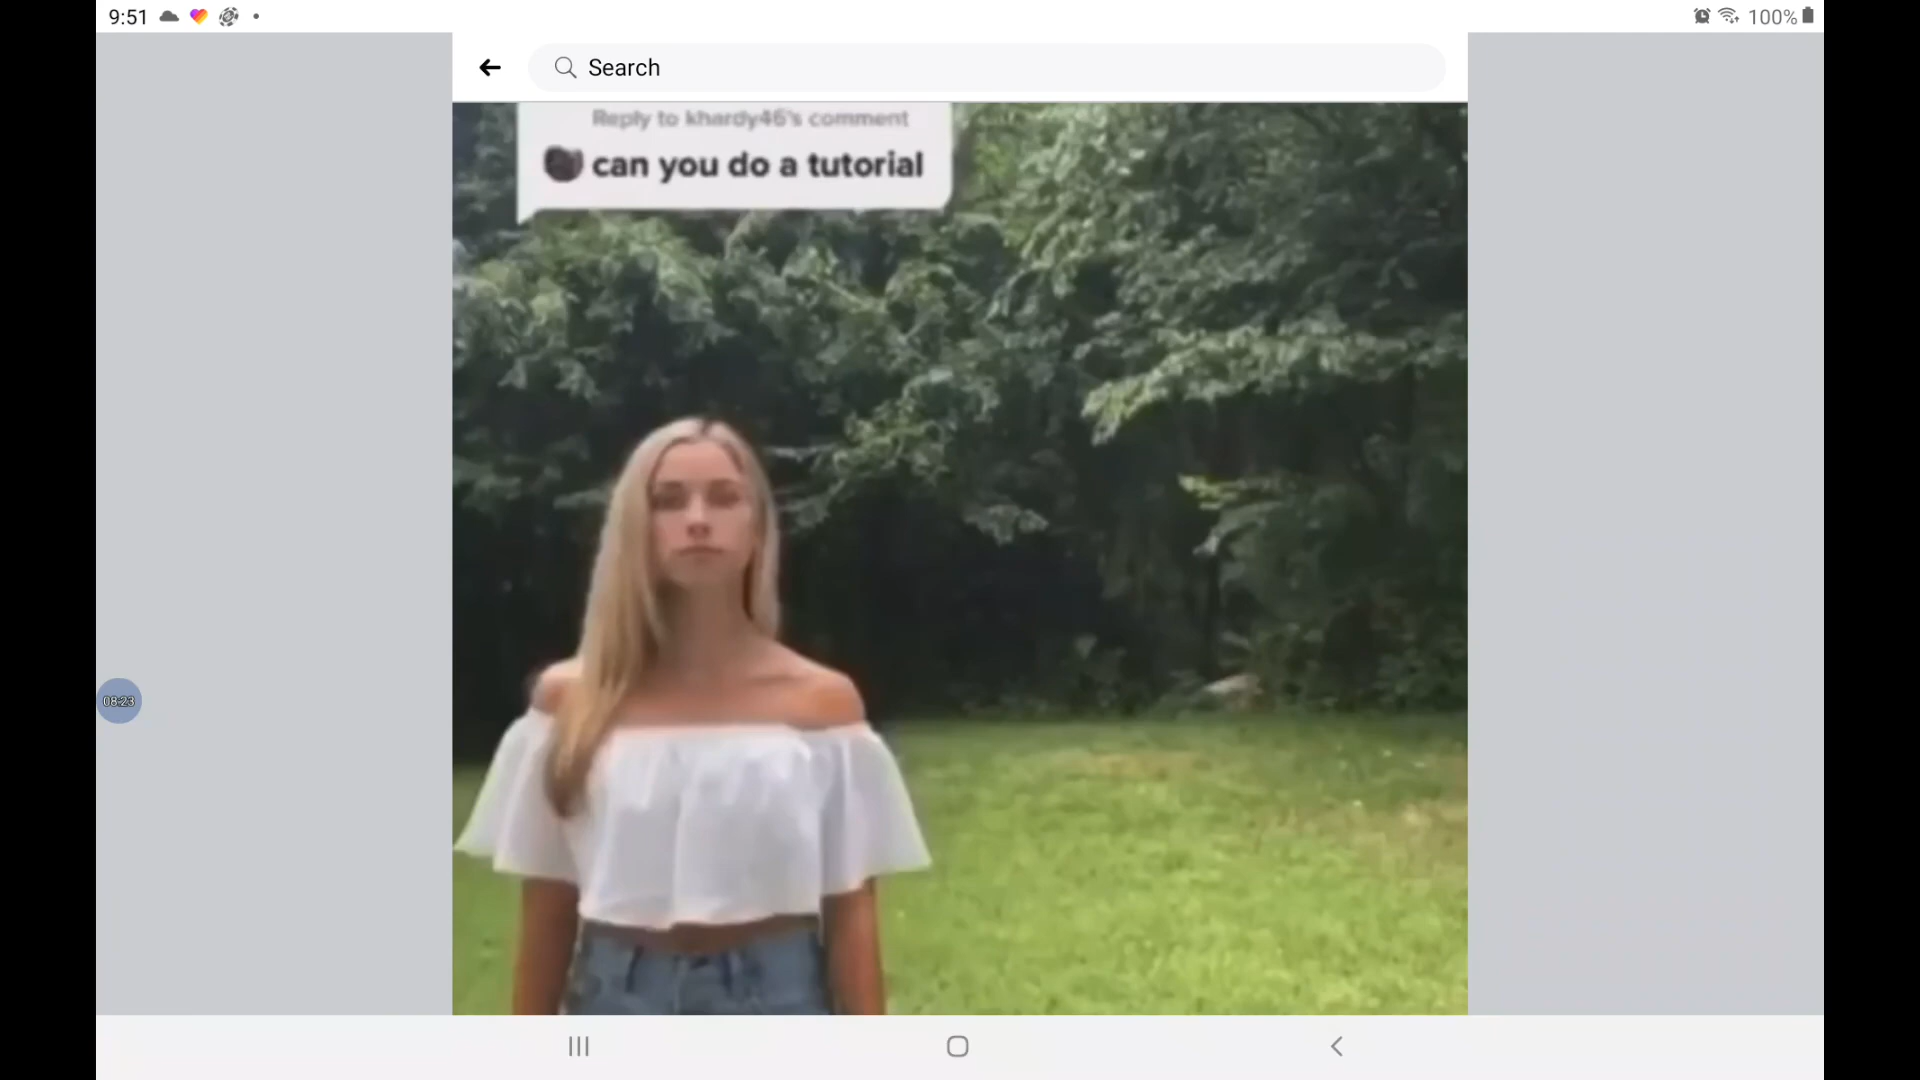 9:51
100%
Search
Reply to khardy46's comment
can you do a tutorial
08:23